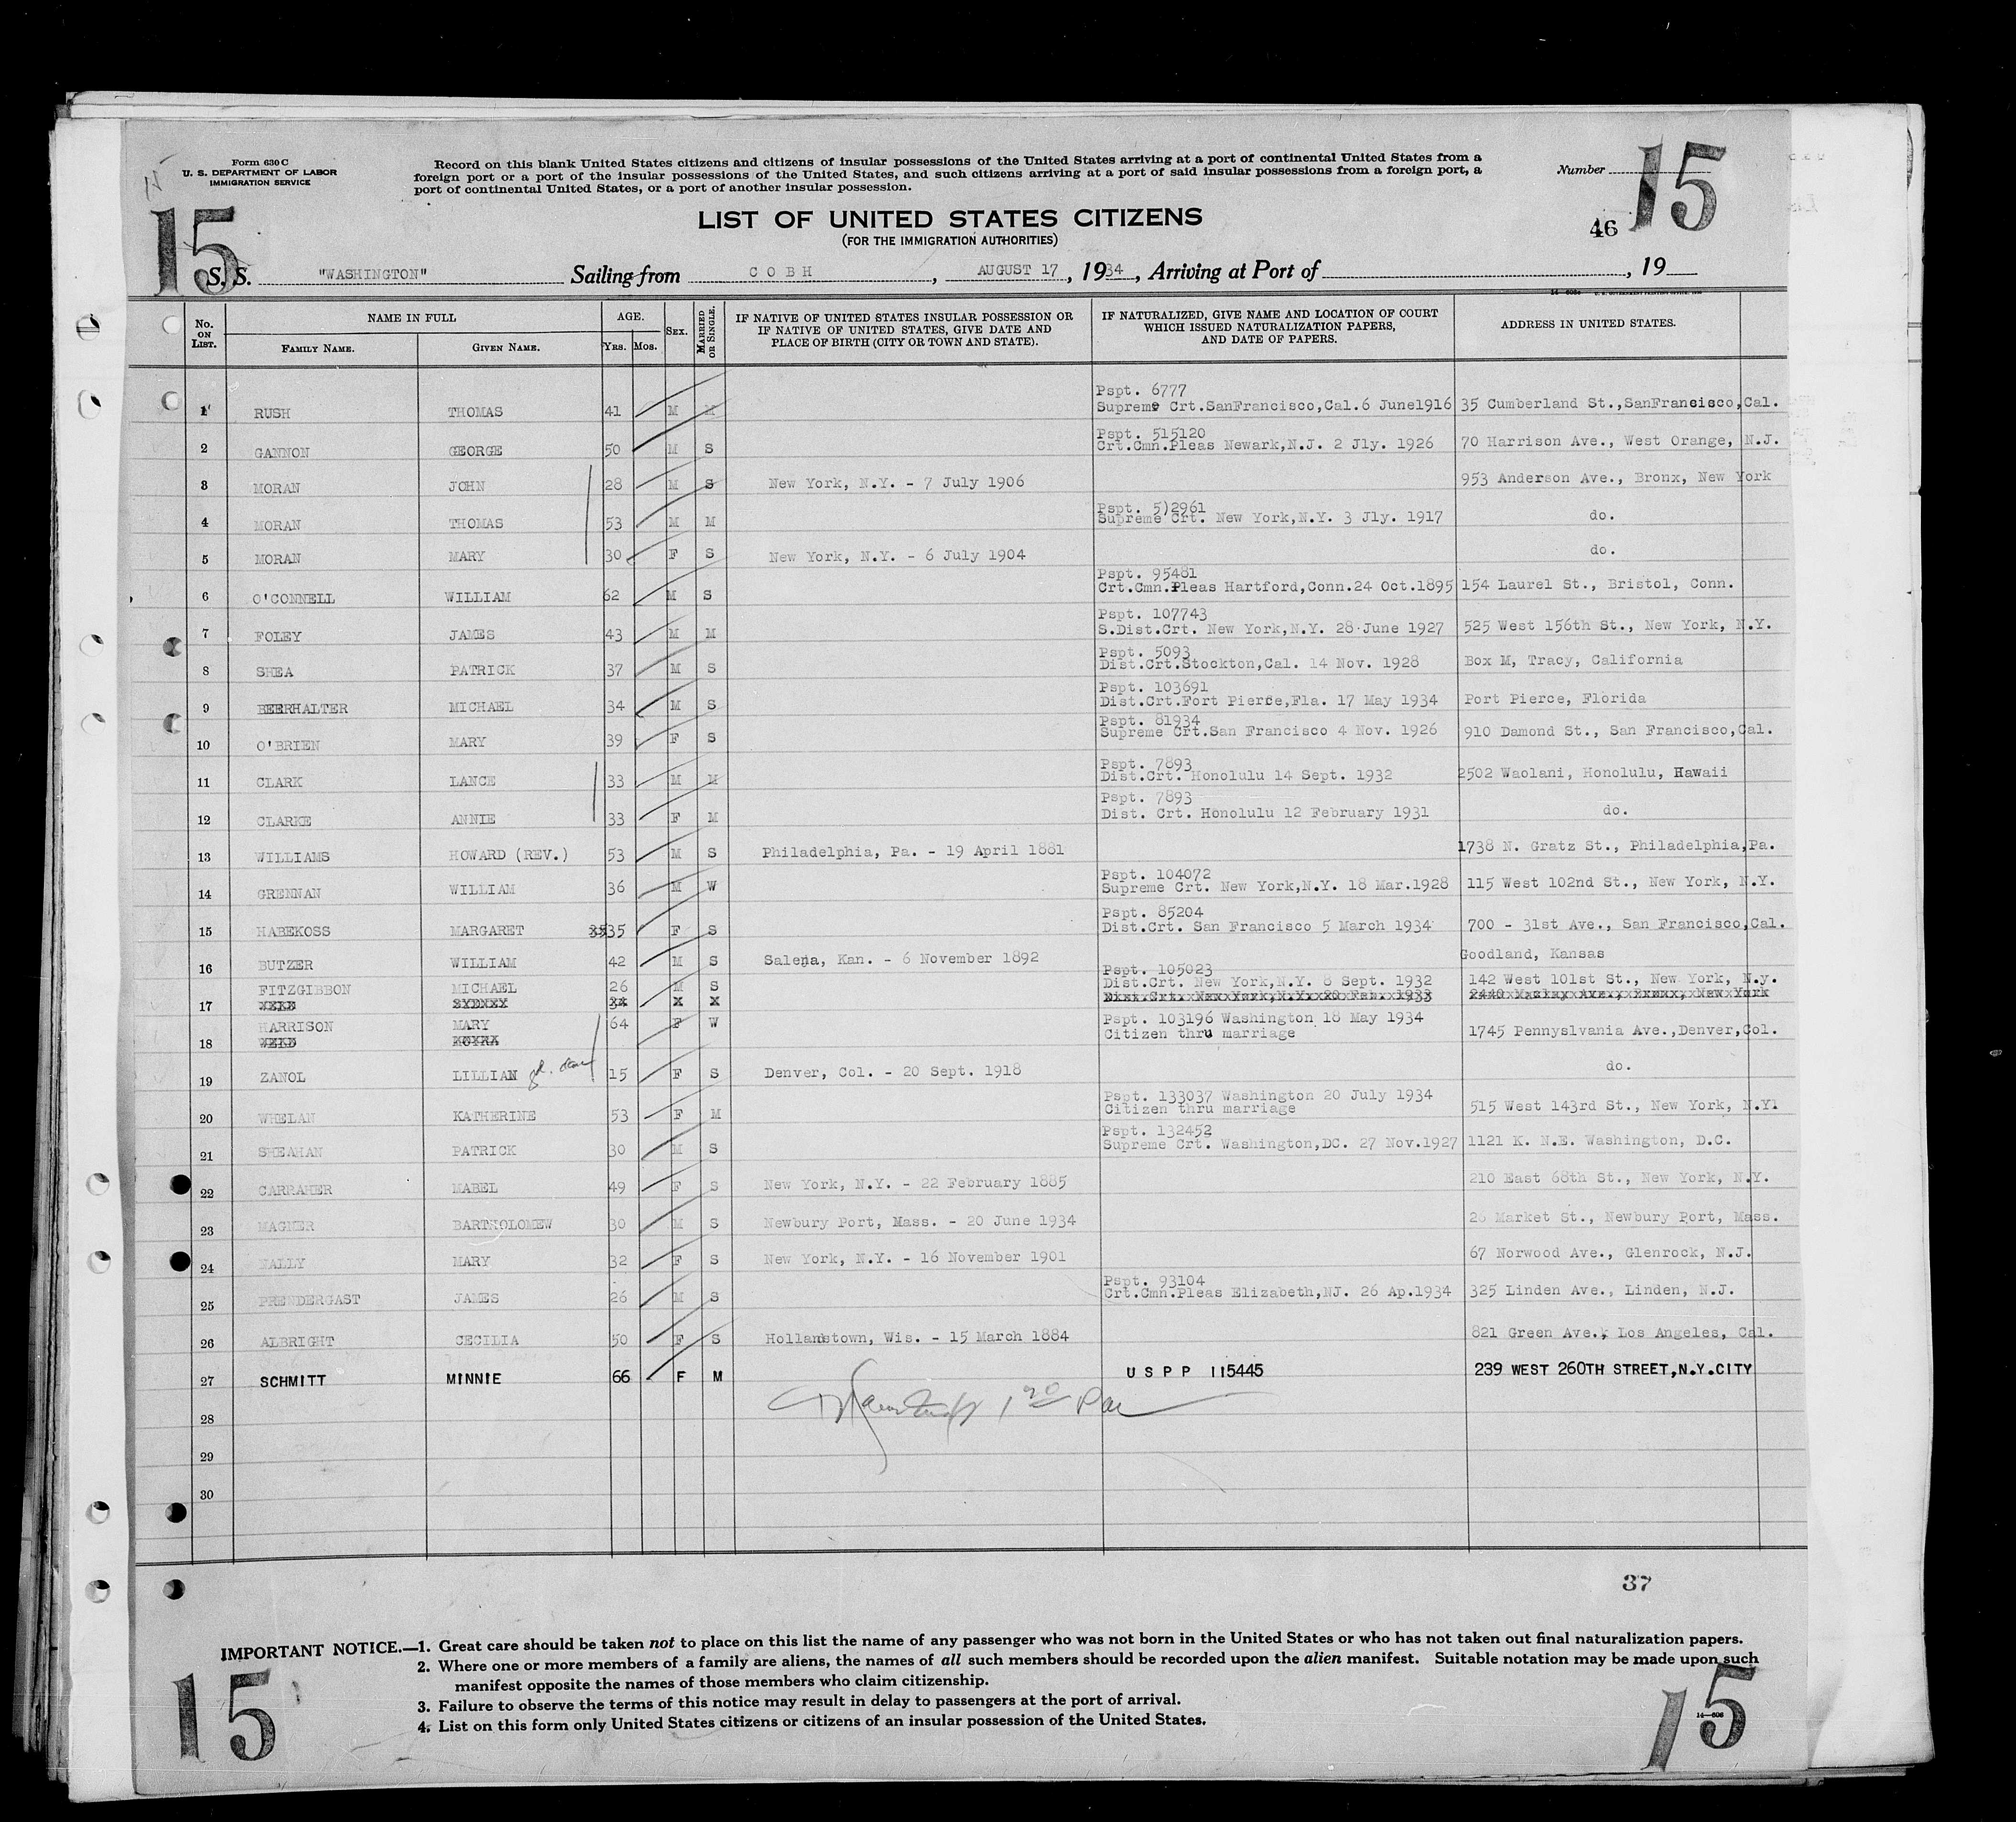 Form 630 C
U. S. DEPARTMENT OF LABOR
IMMIGRATION SERVICE
Record on this blank United States citizens and citizens of insular possessions of the United States arriving at a port of continental United States from a
foreign port or a port of the insular possessions of the United States, and such citizens arriving at a port of said insular possessions from a foreign port, a
port of continental United States, or a port of another insular possession.
Number 15
15
LIST OF UNITED STATES CITIZENS
(FOR THE IMMIGRATION AUTHORITIES)
46
S. S. "WASHINGTON" Sailing from COBH, AUGUST 17, 1934, Arriving at Port of , 19
No. ON LIST. NAME IN FULL FAMILY NAME. GIVEN NAME. AGE. YRS. MOS. SEX. MARRIED OR SINGLE. IF NATIVE OF UNITED STATES INSULAR POSSESSION OR IF NATIVE OF UNITED STATES, GIVE DATE AND PLACE OF BIRTH (CITY OR TOWN AND STATE). IF NATURALIZED, GIVE NAME AND LOCATION OF COURT WHICH ISSUED NATURALIZATION PAPERS, AND DATE OF PAPERS. ADDRESS IN UNITED STATES.
Pspt. 6777
1 RUSH THOMAS 41 M M Supreme Crt.SanFrancisco,Cal.6 June1916 35 Cumberland St.,SanFrancisco,Cal.
Pspt. 515120
2 GANNON GEORGE 50 M S Crt.Cmn.Pleas Newark,N.J. 2 Jly. 1926 70 Harrison Ave., West Orange, N.J.
3 MORAN JOHN 28 M S New York, N.Y. - 7 July 1906 953 Anderson Ave., Bronx, New York
Pspt. 5)2961
4 MORAN THOMAS 53 M M Supreme Crt. New York,N.Y. 3 Jly. 1917 do.
5 MORAN MARY 30 F S New York, N.Y. - 6 July 1904 do.
Pspt. 95481
6 O'CONNELL WILLIAM 62 M S Crt.Cmn.Pleas Hartford,Conn.24 Oct.1895 154 Laurel St., Bristol, Conn.
Pspt. 107743
7 FOLEY JAMES 43 M M S.Dist.Crt. New York,N.Y. 28 June 1927 525 West 156th St., New York, N.Y.
Pspt. 5093
8 SHEA PATRICK 37 M S Dist.Crt.Stockton,Cal. 14 Nov. 1928 Box M, Tracy, California
Pspt. 103691
9 BEERHALTER MICHAEL 34 M S Dist.Crt.Fort Pierce,Fla. 17 May 1934 Port Pierce, Florida
Pspt. 81934
10 O'BRIEN MARY 39 F S Supreme Crt.San Francisco 4 Nov. 1926 910 Damond St., San Francisco,Cal.
Pspt. 7893
11 CLARK LANCE 33 M M Dist.Crt. Honolulu 14 Sept. 1932 2502 Waolani, Honolulu, Hawaii
Pspt. 7893
12 CLARKE ANNIE 33 F M Dist. Crt. Honolulu 12 February 1931 do.
13 WILLIAMS HOWARD (REV.) 53 M S Philadelphia, Pa. - 19 April 1881 1738 N. Gratz St., Philadelphia,Pa.
Pspt. 104072
14 GRENNAN WILLIAM 36 M W Supreme Crt. New York,N.Y. 18 Mar.1928 115 West 102nd St., New York, N.Y.
Pspt. 85204
15 HABEKOSS MARGARET 35 F S Dist.Crt. San Francisco 5 March 1934 700 - 31st Ave., San Francisco,Cal.
16 BUTZER WILLIAM 42 M S Salena, Kan. - 6 November 1892 Goodland, Kansas
Pspt. 105023
FITZGIBBON MICHAEL 26 M S Dist.Crt. New York,N.Y. 8 Sept. 1932 142 West 101st St., New York, N.y.
17 SYDNEY 34 X X Dist.Crt. New York,N.Y. 20 Feb. 1933
HARRISON MARY 64 F W Pspt. 103196 Washington 18 May 1934
18 Citizen thru marriage 1745 Pennyslvania Ave.,Denver,Col.
19 ZANOL LILLIAN 15 F S Denver, Col. - 20 Sept. 1918 do.
Pspt. 133037 Washington 20 July 1934
20 WHELAN KATHERINE 53 F M Citizen thru marriage 515 West 143rd St., New York, N.Y.
Pspt. 132452
21 SHEAHAN PATRICK 30 M S Supreme Crt. Washington,DC. 27 Nov.1927 1121 K. N.E. Washington, D.C.
22 CARRAHER MABEL 49 F S New York, N.Y. - 22 February 1885 210 East 68th St., New York, N.Y.
23 MAGNER BARTHOLOMEW 30 M S Newbury Port, Mass. - 20 June 1934 26 Market St., Newbury Port, Mass.
24 MARY 32 F S New York, N.Y. - 16 November 1901 67 Norwood Ave., Glenrock, N.J.
Pspt. 93104
25 PRENDERGAST JAMES 26 M S Crt.Cmn.Pleas Elizabeth,NJ. 26 Ap.1934 325 Linden Ave., Linden, N.J.
26 ALBRIGHT CECILIA 50 F S Hollandstown, Wis. - 15 March 1884 821 Green Ave., Los Angeles, Cal.
27 SCHMITT MINNIE 66 F M U S P P 115445 239 WEST 260TH STREET,N.Y.CITY
28
29
30
37
IMPORTANT NOTICE.—1. Great care should be taken not to place on this list the name of any passenger who was not born in the United States or who has not taken out final naturalization papers.
2. Where one or more members of a family are aliens, the names of all such members should be recorded upon the alien manifest. Suitable notation may be made upon such
manifest opposite the names of those members who claim citizenship.
3. Failure to observe the terms of this notice may result in delay to passengers at the port of arrival.
4. List on this form only United States citizens or citizens of an insular possession of the United States.
15
15